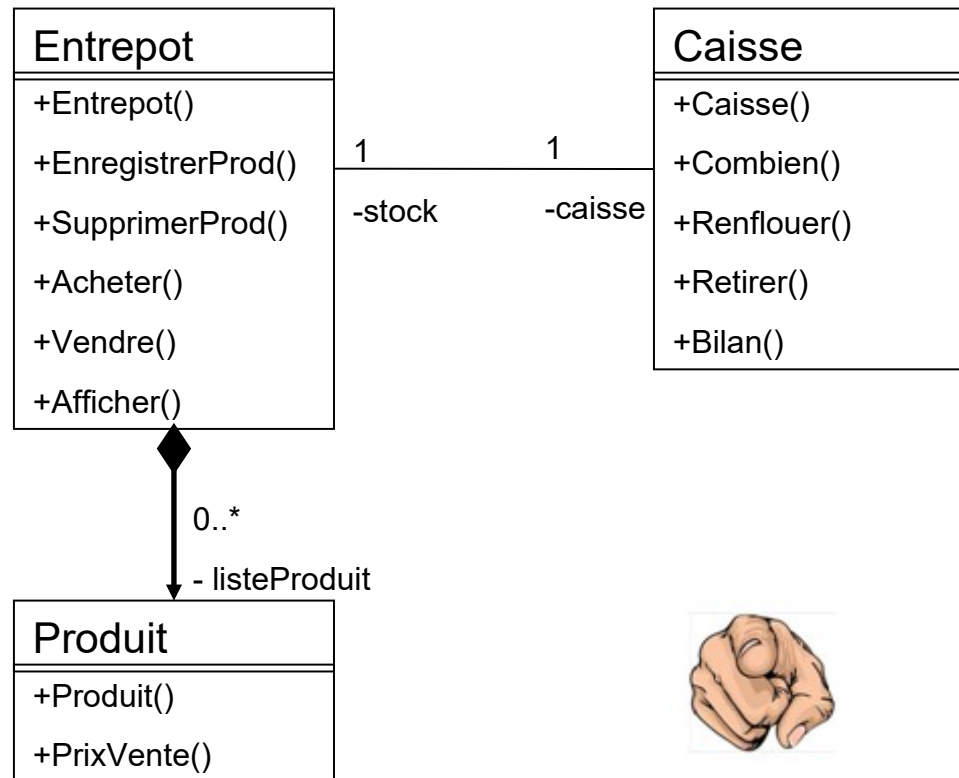 Entrepot
+Entrepot()
+EnregistrerProd()
+SupprimerProd()
+Acheter()
+Vendre()
+Afficher()
1
1
-stock
-caisse
Caisse
+Caisse()
+Combien()
+Renflouer()
+Retirer()
+Bilan()
0..*
- listeProduit
Produit
+Produit()
+PrixVente()